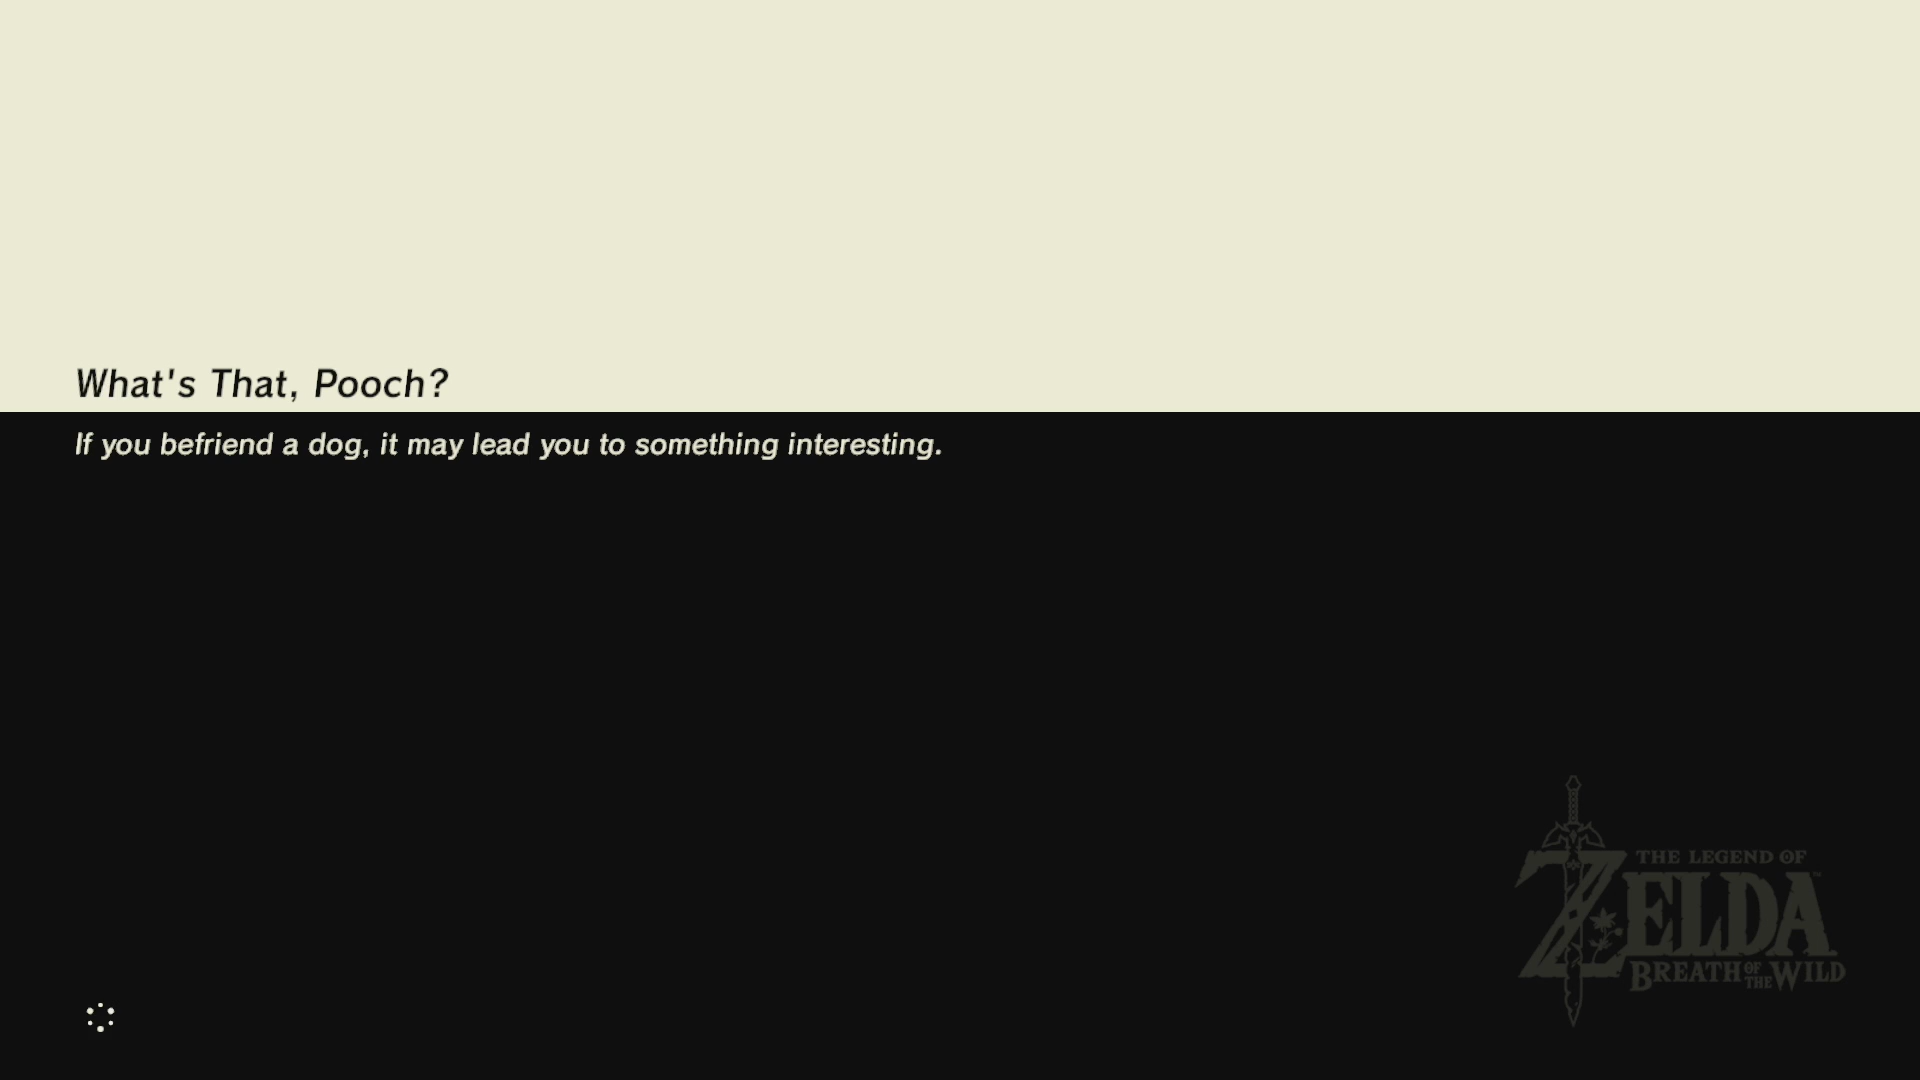 What's That, Pooch?
If you befriend a dog, it may lead you to something interesting.
THE LEGEND OF
ZELDA™
BREATH OF THE WILD